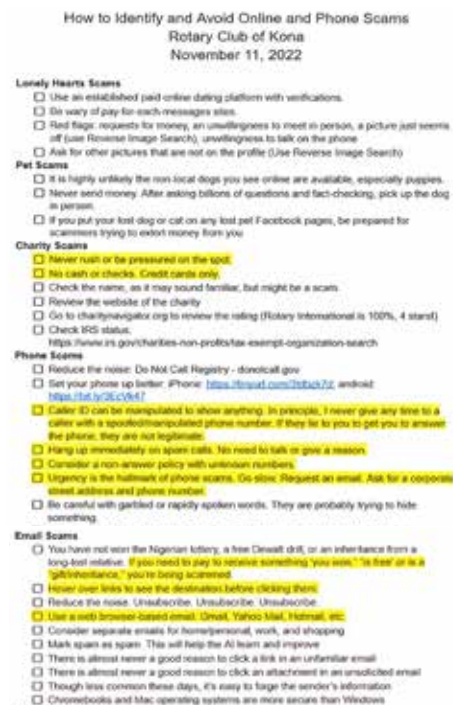 How to Identify and Avoid Online and Phone Scams
Rotary Club of Kona
November 11, 2022
Lonely Hearts Scams
Use an established paid online dating platform with verifications.
Be wary of pay-for-each-messages sites.
Red flags: requests for money, an unwillingness to meet in person, a picture just seems
off (use Reverse Image Search), unwillingness to talk on the phone
Ask for other pictures that are not on the profile (Use Reverse Image Search)
Pet Scams
It is highly unlikely the non local dogs you see online are available, especially puppies.
Never send money. After asking billions of questions and fact-checking, pick up the dog
in person.
If you put your lost dog or cat on any lost pet Facebook pages, be prepared for
scammers trying to extort money from you
Charity Scams
Never rush or be pressured on the spot.
No cash or checks. Credit cards only.
Check the name, as it may sound familiar, but might be a scam.
Review the website of the charity
Go to charitynavigator.org to review the rating (Rotary International is 100%, 4 stars!)
Check IRS status:
https://www.irs.gov/charities-non-profits/tax-exempt-organization-search
Phone Scams
Reduce the noise: Do Not Call Registry - donotcall.gov
Set your phone up better: iPhone: android:
Caller ID can be manipulated to show anything. In principle, I never give any time to a
caller with a spoofed/manipulated phone number. If they lie to you to get you to answer
the phone, they are not legitimate.
Hang up immediately on spam calls. No need to talk or give a reason.
Consider a non-answer policy with unknown numbers.
Urgency is the hallmark of phone scams. Go slow. Request an email. Ask for a corporate
street address and phone number.
Be careful with garbled or rapidly spoken words. They are probably trying to hide
something.
Email Scams
You have not won the Nigerian lottery, a free Dewalt drill, or an inheritance from a
long-lost relative. If you need to pay to receive something "you won," "is free' or is a
"gift/inheritance," you're being scammed
Hover over links to see the destination before clicking them
Reduce the noise. Unsubscribe. Unsubscribe. Unsubscribe.
Use a web browser-based email: Gmail, Yahoo Mail, Hotmail, etc
Consider separate emails for home/personal, work, and shopping
Mark spam as spam. This will help the AI learn and improve
There is almost never a good reason to click a link in an unfamiliar email
There is almost never a good reason to click an attachment in an unsolicited email
Though less common these days, it's easy to forge the sender's information
Chromebooks and Mac operating systems are more secure than Windows